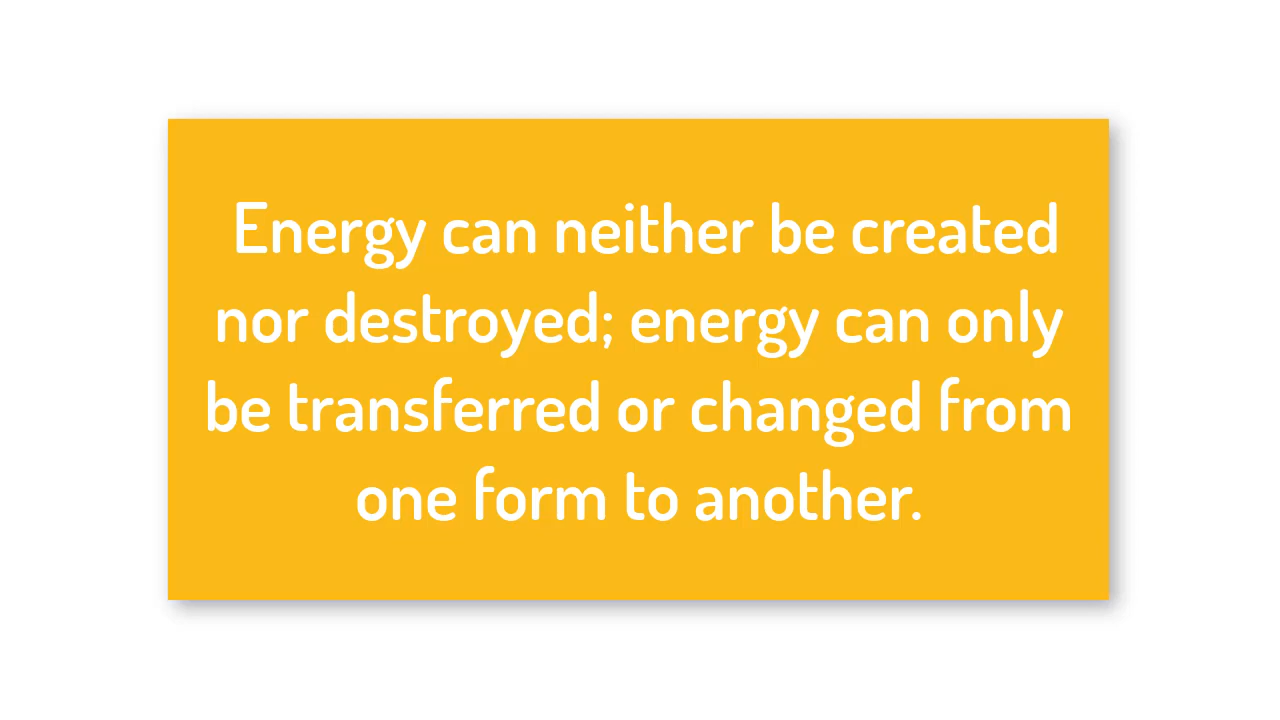 Energy can neither be created
nor destroyed; energy can only
be transferred or changed from
one form to another.